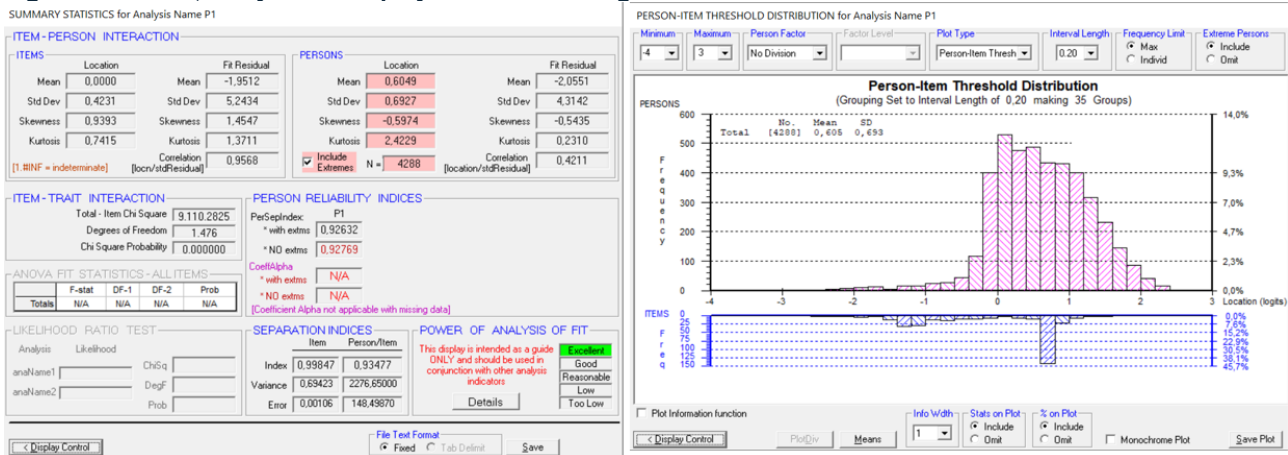 SUMMARY STATISTICS for Analysis Name P1
ITEM-PERSON INTERACTION
ITEMS
Location Fit Residual
Mean 0,0000 Mean -1,9512
Std Dev 0,4231 Std Dev 5,2434
Skewness 0,9393 Skewness 1,4547
Kurtosis 0,7415 Kurtosis 1,3711
[1.#INF = indeterminate] Correlation [locn/stdResidual] 0,9568
PERSONS
Location Fit Residual
Mean 0,6049 Mean -2,0551
Std Dev 0,6927 Std Dev 4,3142
Skewness -0,5974 Skewness -0,5435
Kurtosis 2,4229 Kurtosis 0,2310
Include Extremes N = 4288 Correlation [location/stdResidual] 0,4211
ITEM-TRAIT INTERACTION
Total - Item Chi Square 9.110.2825
Degrees of Freedom 1.476
Chi Square Probability 0.000000
PERSON RELIABILITY INDICES
PerSepIndex: P1
* with extms 0,92632
* NO extms 0,92769
CoeffAlpha
* with extms N/A
* NO extms N/A
[Coefficient Alpha not applicable with missing data]
ANOVA FIT STATISTICS - ALL ITEMS
F-stat DF-1 DF-2 Prob
Totals N/A N/A N/A N/A
LIKELIHOOD RATIO TEST
Analysis Likelihood
anaName1 ChiSq
DegF
anaName2
Prob
SEPARATION INDICES
Item Person/Item
Index 0,99847 0,93477
Variance 0,69423 2276,65000
Error 0,00106 148,49870
POWER OF ANALYSIS OF FIT
This display is intended as a guide
ONLY and should be used in
conjunction with other analysis
indicators
Details
Excellent
Good
Reasonable
Low
Too Low
< Display Control
File Text Format
Fixed Tab Delimit
Save
PERSON-ITEM THRESHOLD DISTRIBUTION for Analysis Name P1
Minimum Maximum Person Factor Factor Level Plot Type Interval Length Frequency Limit Extreme Persons
-4 3 No Division Person-Item Thresh 0.20 Max Include
Individ Omit
Person-Item Threshold Distribution
(Grouping Set to Interval Length of 0,20 making 35 Groups)
PERSONS
No. Mean SD
Total [4288] 0,605 0,693
Frequency
600 14,0%
500
400 9,3%
300 7,0%
200 4,7%
100 2,3%
0 0,0%
-4 -3 -2 -1 0 1 2 3 Location (logits)
ITEMS
Freq
0 0,0%
25 7,6%
50 15,2%
75 22,9%
100 30,5%
125 38,1%
150 45,7%
Plot Information function
Info Wdth Stats on Plot % on Plot
1 Include Include
Omit Omit
< Display Control PlotDiv Means Monochrome Plot Save Plot